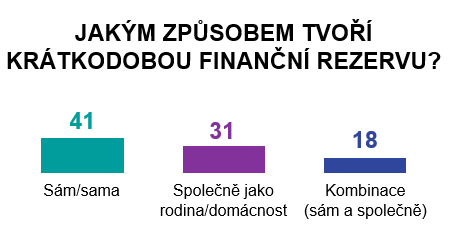 JAKÝM ZPŮSOBEM TVOŘÍ
KRÁTKODOBOU FINANČNÍ REZERVU?
41
31
18
Sám/sama
Společně jako
rodina/domácnost
Kombinace
(sám a společně)